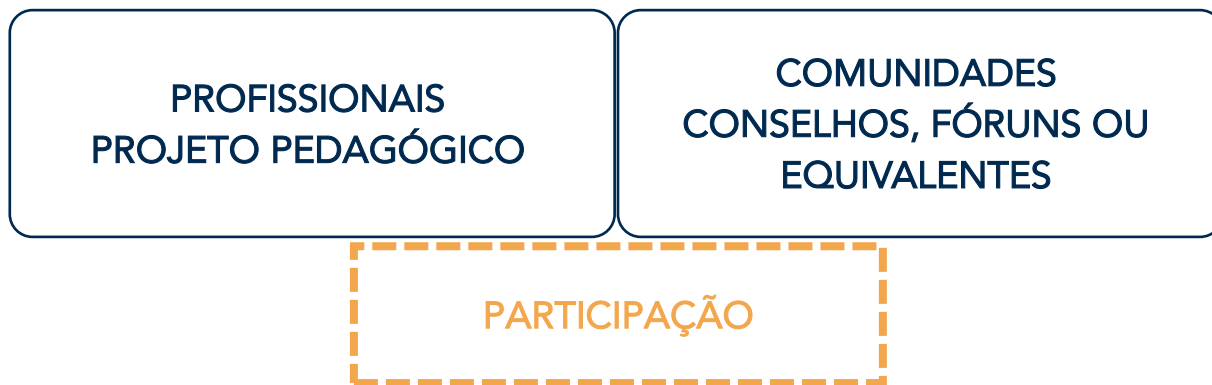 PROFISSIONAIS
PROJETO PEDAGÓGICO
COMUNIDADES
CONSELHOS, FÓRUNS OU
EQUIVALENTES
PARTICIPAÇÃO